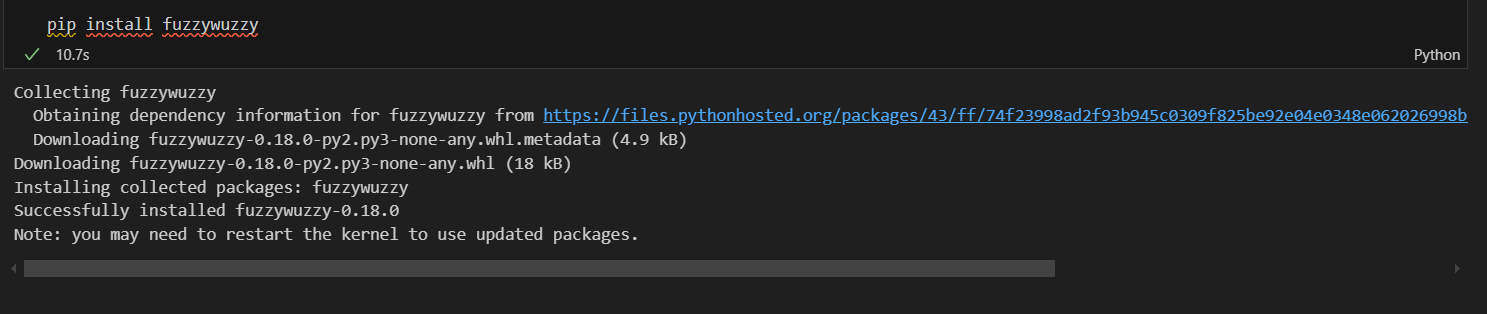 pip install fuzzywuzzy
10.7s
Python
Collecting fuzzywuzzy
Obtaining dependency information for fuzzywuzzy from https://files.pythonhosted.org/packages/43/ff/74f23998ad2f93b945c0309f825be92e04e0348e062026998b
Downloading fuzzywuzzy-0.18.0-py2.py3-none-any.whl.metadata (4.9 kB)
Downloading fuzzywuzzy-0.18.0-py2.py3-none-any.whl (18 kB)
Installing collected packages: fuzzywuzzy
Successfully installed fuzzywuzzy-0.18.0
Note: you may need to restart the kernel to use updated packages.